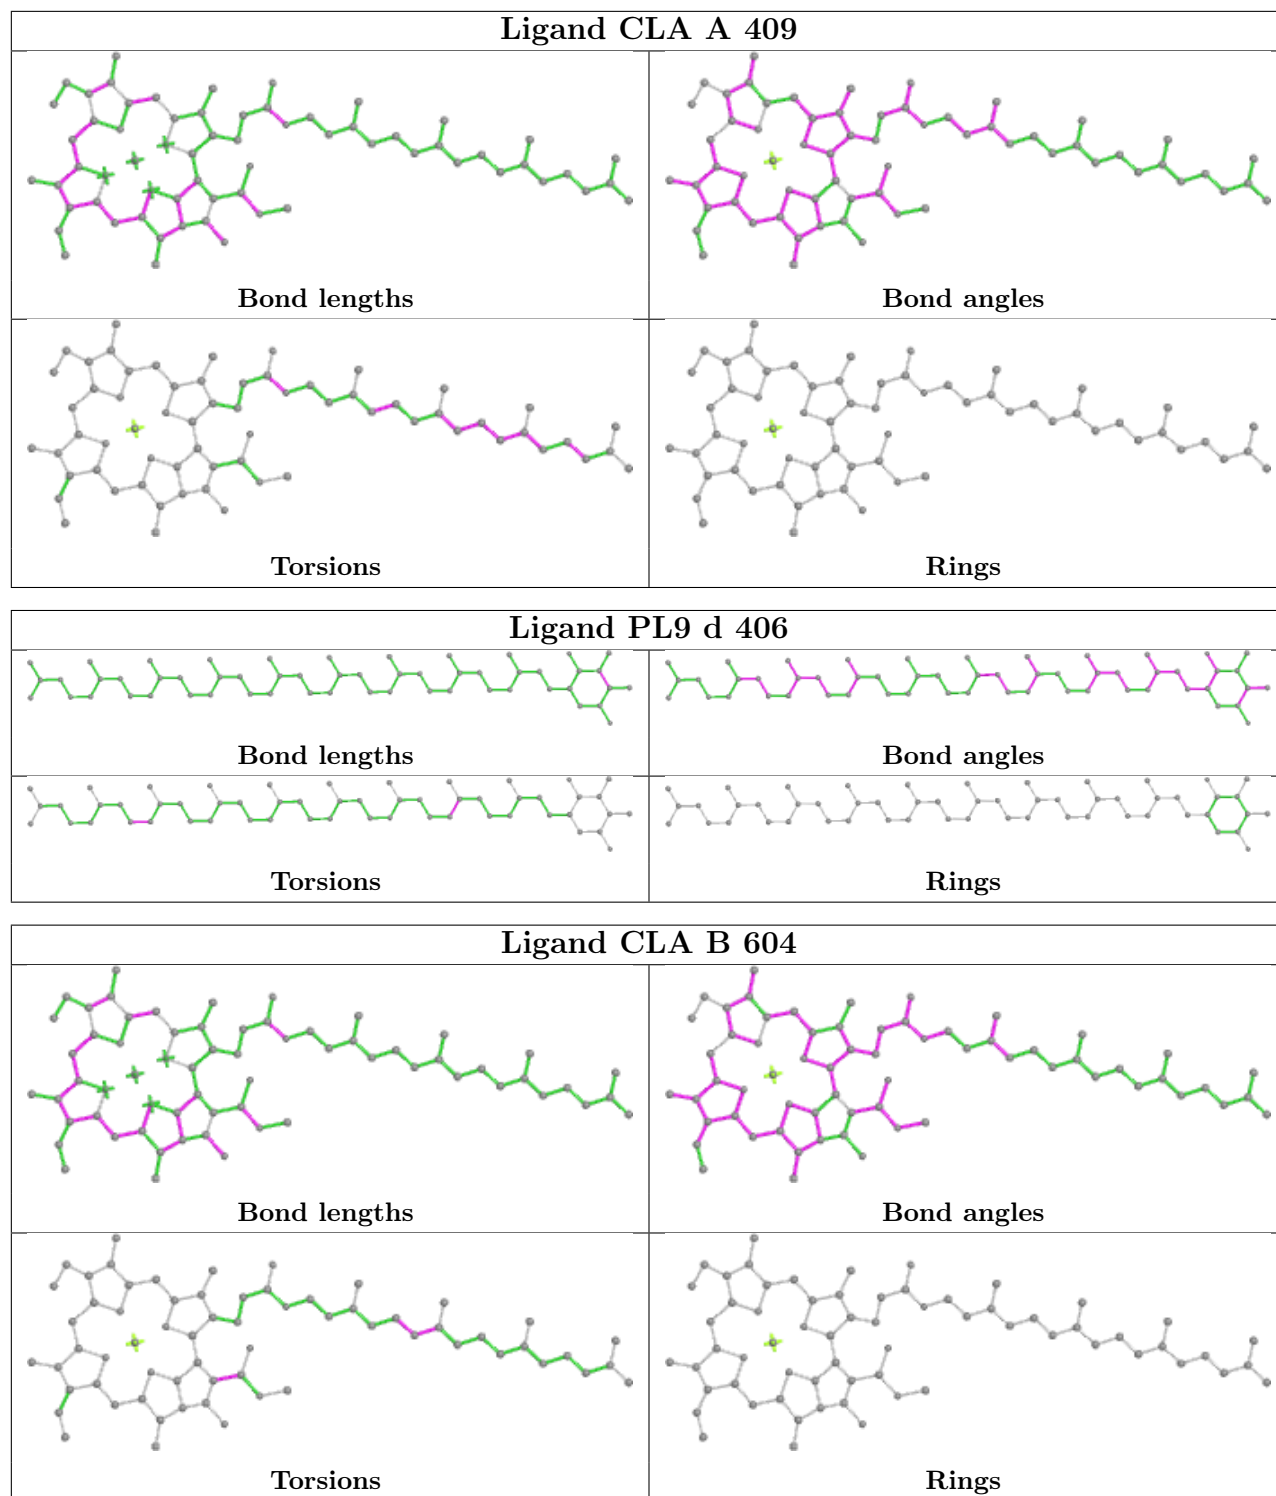 Ligand CLA A 409
Bond lengths
Bond angles
Torsions
Rings
Ligand PL9 d 406
Bond lengths
Bond angles
Torsions
Rings
Ligand CLA B 604
Bond lengths
Bond angles
Torsions
Rings